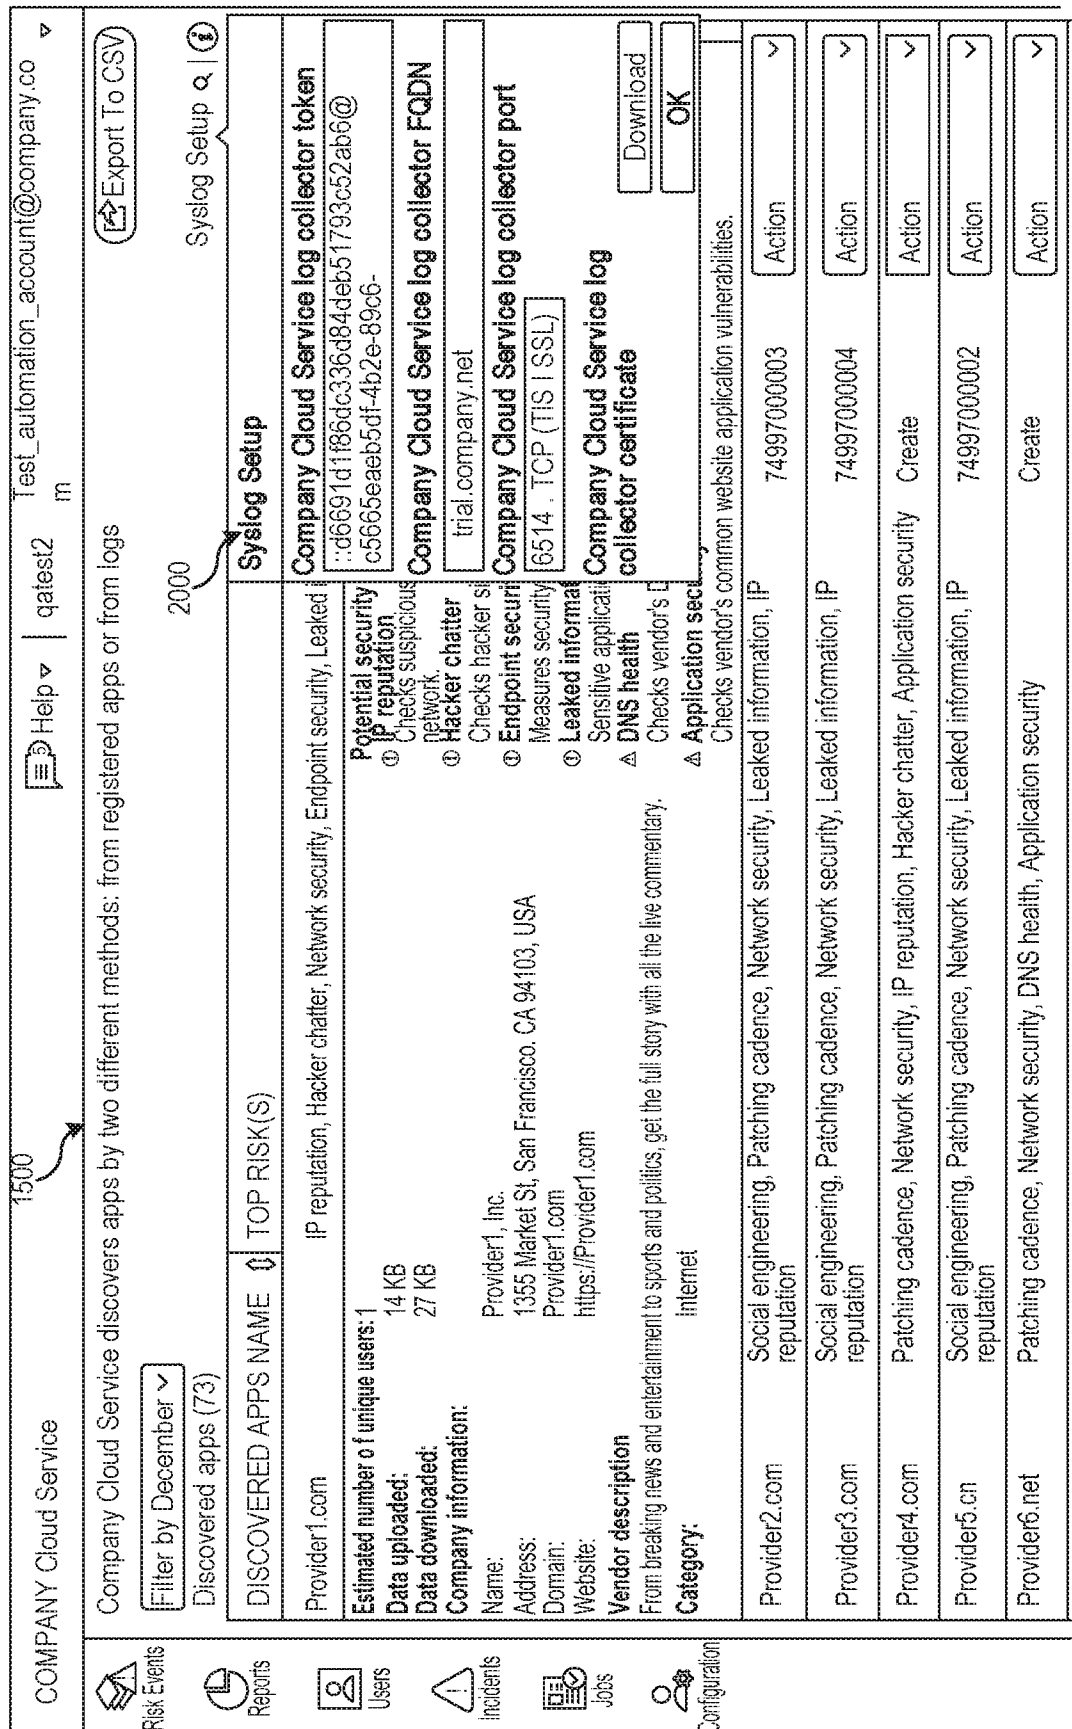 COMPANY Cloud Service
1500
Help
qatest2
Test_automation_account@company.co
m
Risk Events
Reports
Users
Incidents
Jobs
Configuration
Company Cloud Service discovers apps by two different methods: from registered apps or from logs
Export To CSV
Filter by December
Discovered apps (73)
2000
Syslog Setup
DISCOVERED APPS NAME
TOP RISK(S)
Provider1.com
IP reputation, Hacker chatter, Network security, Endpoint security, Leaked
Estimated number o f unique users: 1
Data uploaded: 14 KB
Data downloaded: 27 KB
Company information:
Name: Provider1, Inc.
Address: 1355 Market St, San Francisco. CA 94103, USA
Domain: Provider1.com
Website: https://Provider1.com
Vendor description
From breaking news and entertainment to sports and politics, get the full story with all the live commentary.
Category: Internet
Potential security
IP reputation
Checks suspicious
network.
Hacker chatter
Checks hacker si
Endpoint securi
Measures security
Leaked informat
Sensitive applicati
DNS health
Checks vendor's D
Application sec
Checks vendor's common website application vulnerabilities.
Syslog Setup
Company Cloud Service log collector token
::d6691d1f86dc336d84deb51793c52ab6@
c5665eaeb5df-4b2e-89c6-
Company Cloud Service log collector FQDN
trial.company.net
Company Cloud Service log collector port
6514 . TCP (TlS I SSL)
Company Cloud Service log
collector certificate
Download
OK
Provider2.com
Social engineering, Patching cadence, Network security, Leaked information, IP
reputation
74997000003
Action
Provider3.com
Social engineering, Patching cadence, Network security, Leaked information, IP
reputation
74997000004
Action
Provider4.com
Patching cadence, Network security, IP reputation, Hacker chatter, Application security
Create
Action
Provider5.cn
Social engineering, Patching cadence, Network security, Leaked information, IP
reputation
74997000002
Action
Provider6.net
Patching cadence, Network security, DNS health, Application security
Create
Action